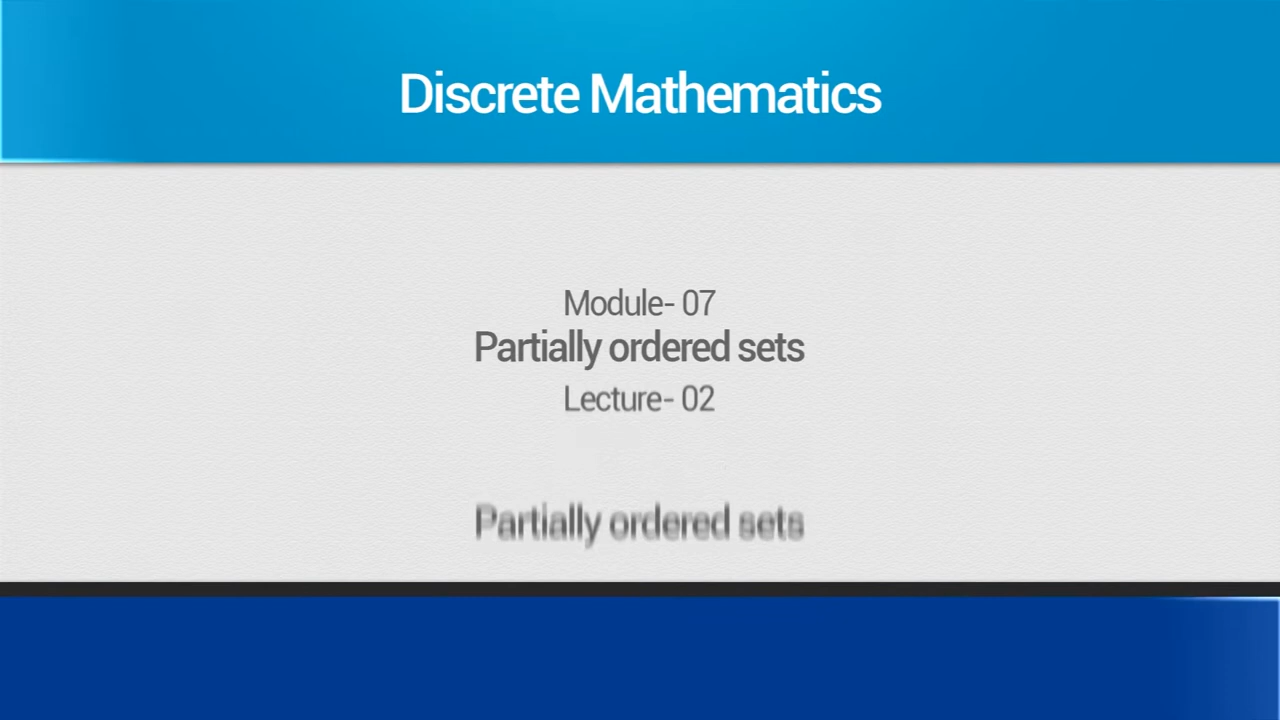 Discrete Mathematics
Module- 07
Partially ordered sets
Lecture- 02
Partially ordered sets